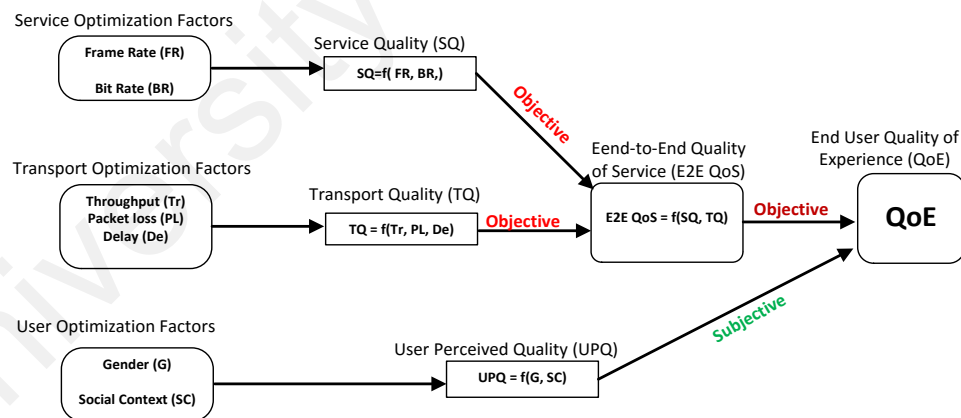 Service Optimization Factors
Frame Rate (FR)
Bit Rate (BR)
Service Quality (SQ)
SQ=f( FR, BR,)
Objective
Transport Optimization Factors
Throughput (Tr)
Packet loss (PL)
Delay (De)
Transport Quality (TQ)
TQ = f(Tr, PL, De)
Objective
Eend-to-End Quality
of Service (E2E QoS)
E2E QoS = f(SQ, TQ)
Objective
End User Quality of
Experience (QoE)
QoE
User Optimization Factors
Gender (G)
Social Context (SC)
User Perceived Quality (UPQ)
UPQ = f(G, SC)
Subjective
University